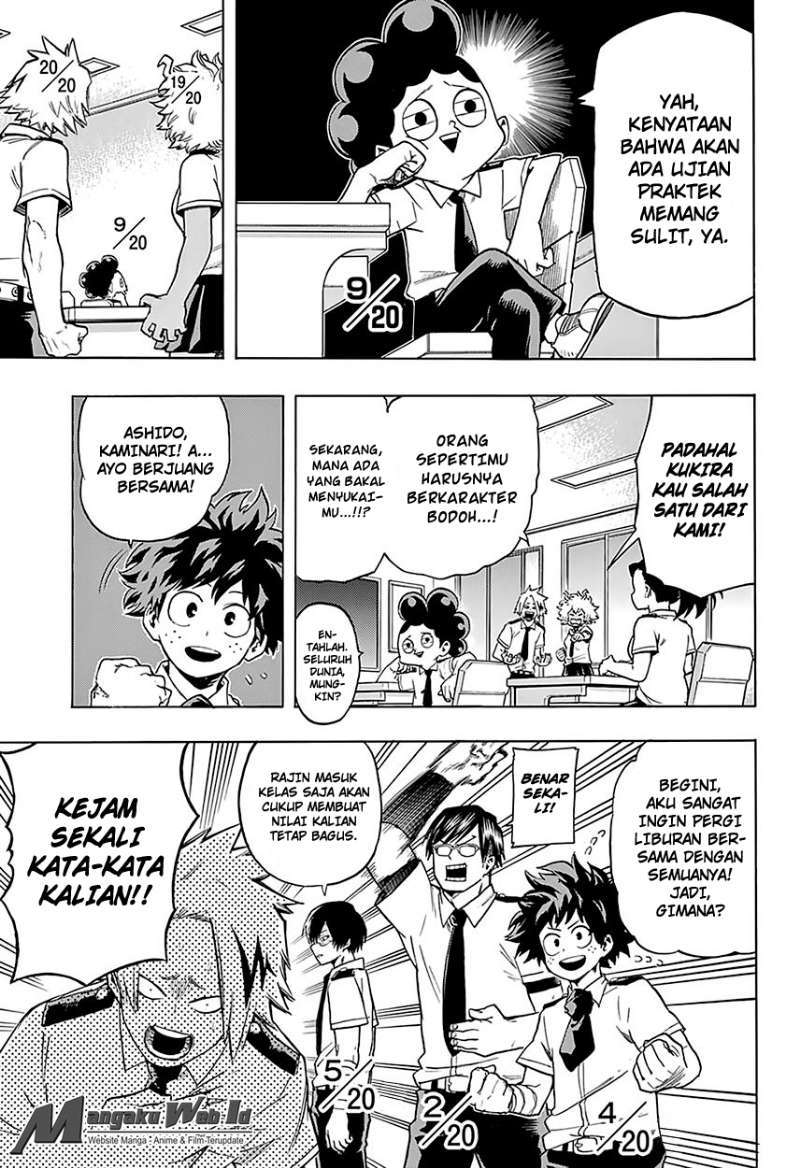 YAH,
KENYATAAN
BAHWA AKAN
ADA UJIAN
PRAKTEK
MEMANG
SULIT, YA.
9/20
20/20
19/20
9/20
PADAHAL
KUKIRA
KAU SALAH
SATU DARI
KAMI!
ORANG
SEPERTIMU
HARUSNYA
BERKARAKTER
BODOH...!
SEKARANG,
MANA ADA
YANG BAKAL
MENYUKAI-
MU...!!?
EN-
TAHLAH.
SELURUH
DUNIA,
MUNG-
KIN?
ASHIDO,
KAMINARI! A...
AYO BERJUANG
BERSAMA!
BEGINI,
AKU SANGAT
INGIN PERGI
LIBURAN BER-
SAMA DENGAN
SEMUANYA!
JADI,
GIMANA?
BENAR
SEKA-
LI!
RAJIN MASUK
KELAS SAJA AKAN
CUKUP MEMBUAT
NILAI KALIAN
TETAP BAGUS.
KEJAM
SEKALI
KATA-KATA
KALIAN!!
4/20
2/20
5/20
Mangaku Web Id
Website Manga - Anime & Film Terupdate